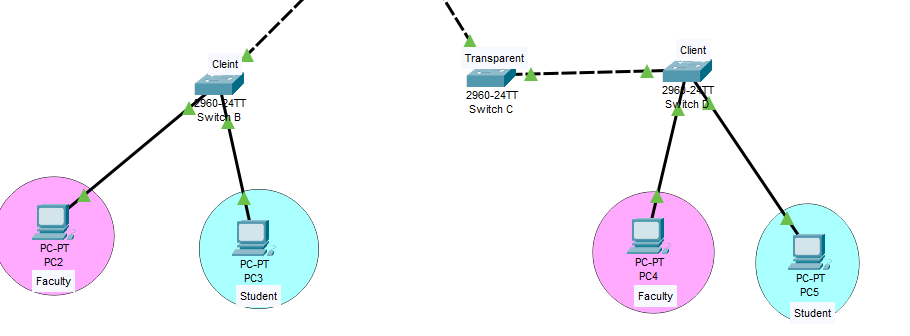 Cleint
2960-24TT
Switch B
Transparent
2960-24TT
Switch C
Client
2960-24TT
Switch D
PC-PT
PC2
Faculty
PC-PT
PC3
Student
PC-PT
PC4
Faculty
PC-PT
PC5
Student